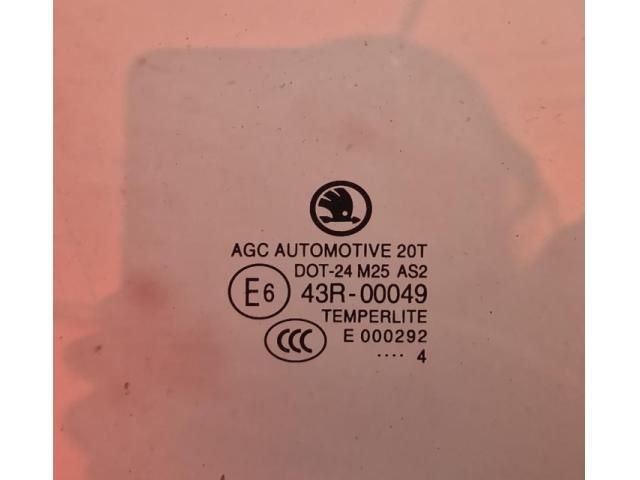 AGC AUTOMOTIVE 20T
DOT-24 M25 AS2
E6 43R-00049
TEMPERLITE
CCC E 000292
.... 4